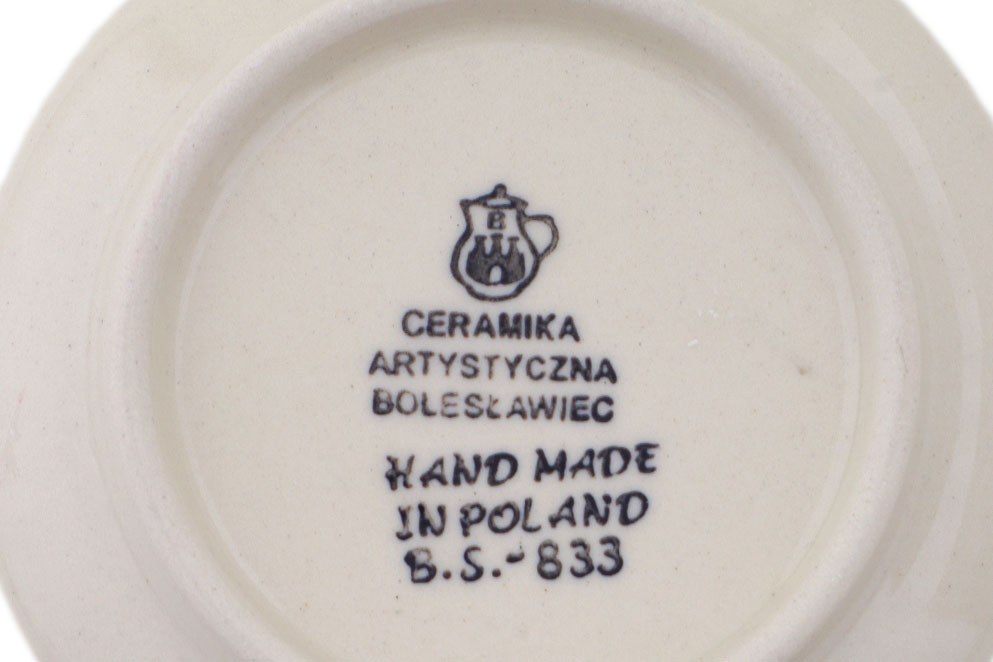 B
CERAMIKA
ARTYSTYCZNA
BOLESŁAWIEC
HAND MADE
IN POLAND
B.S.-833